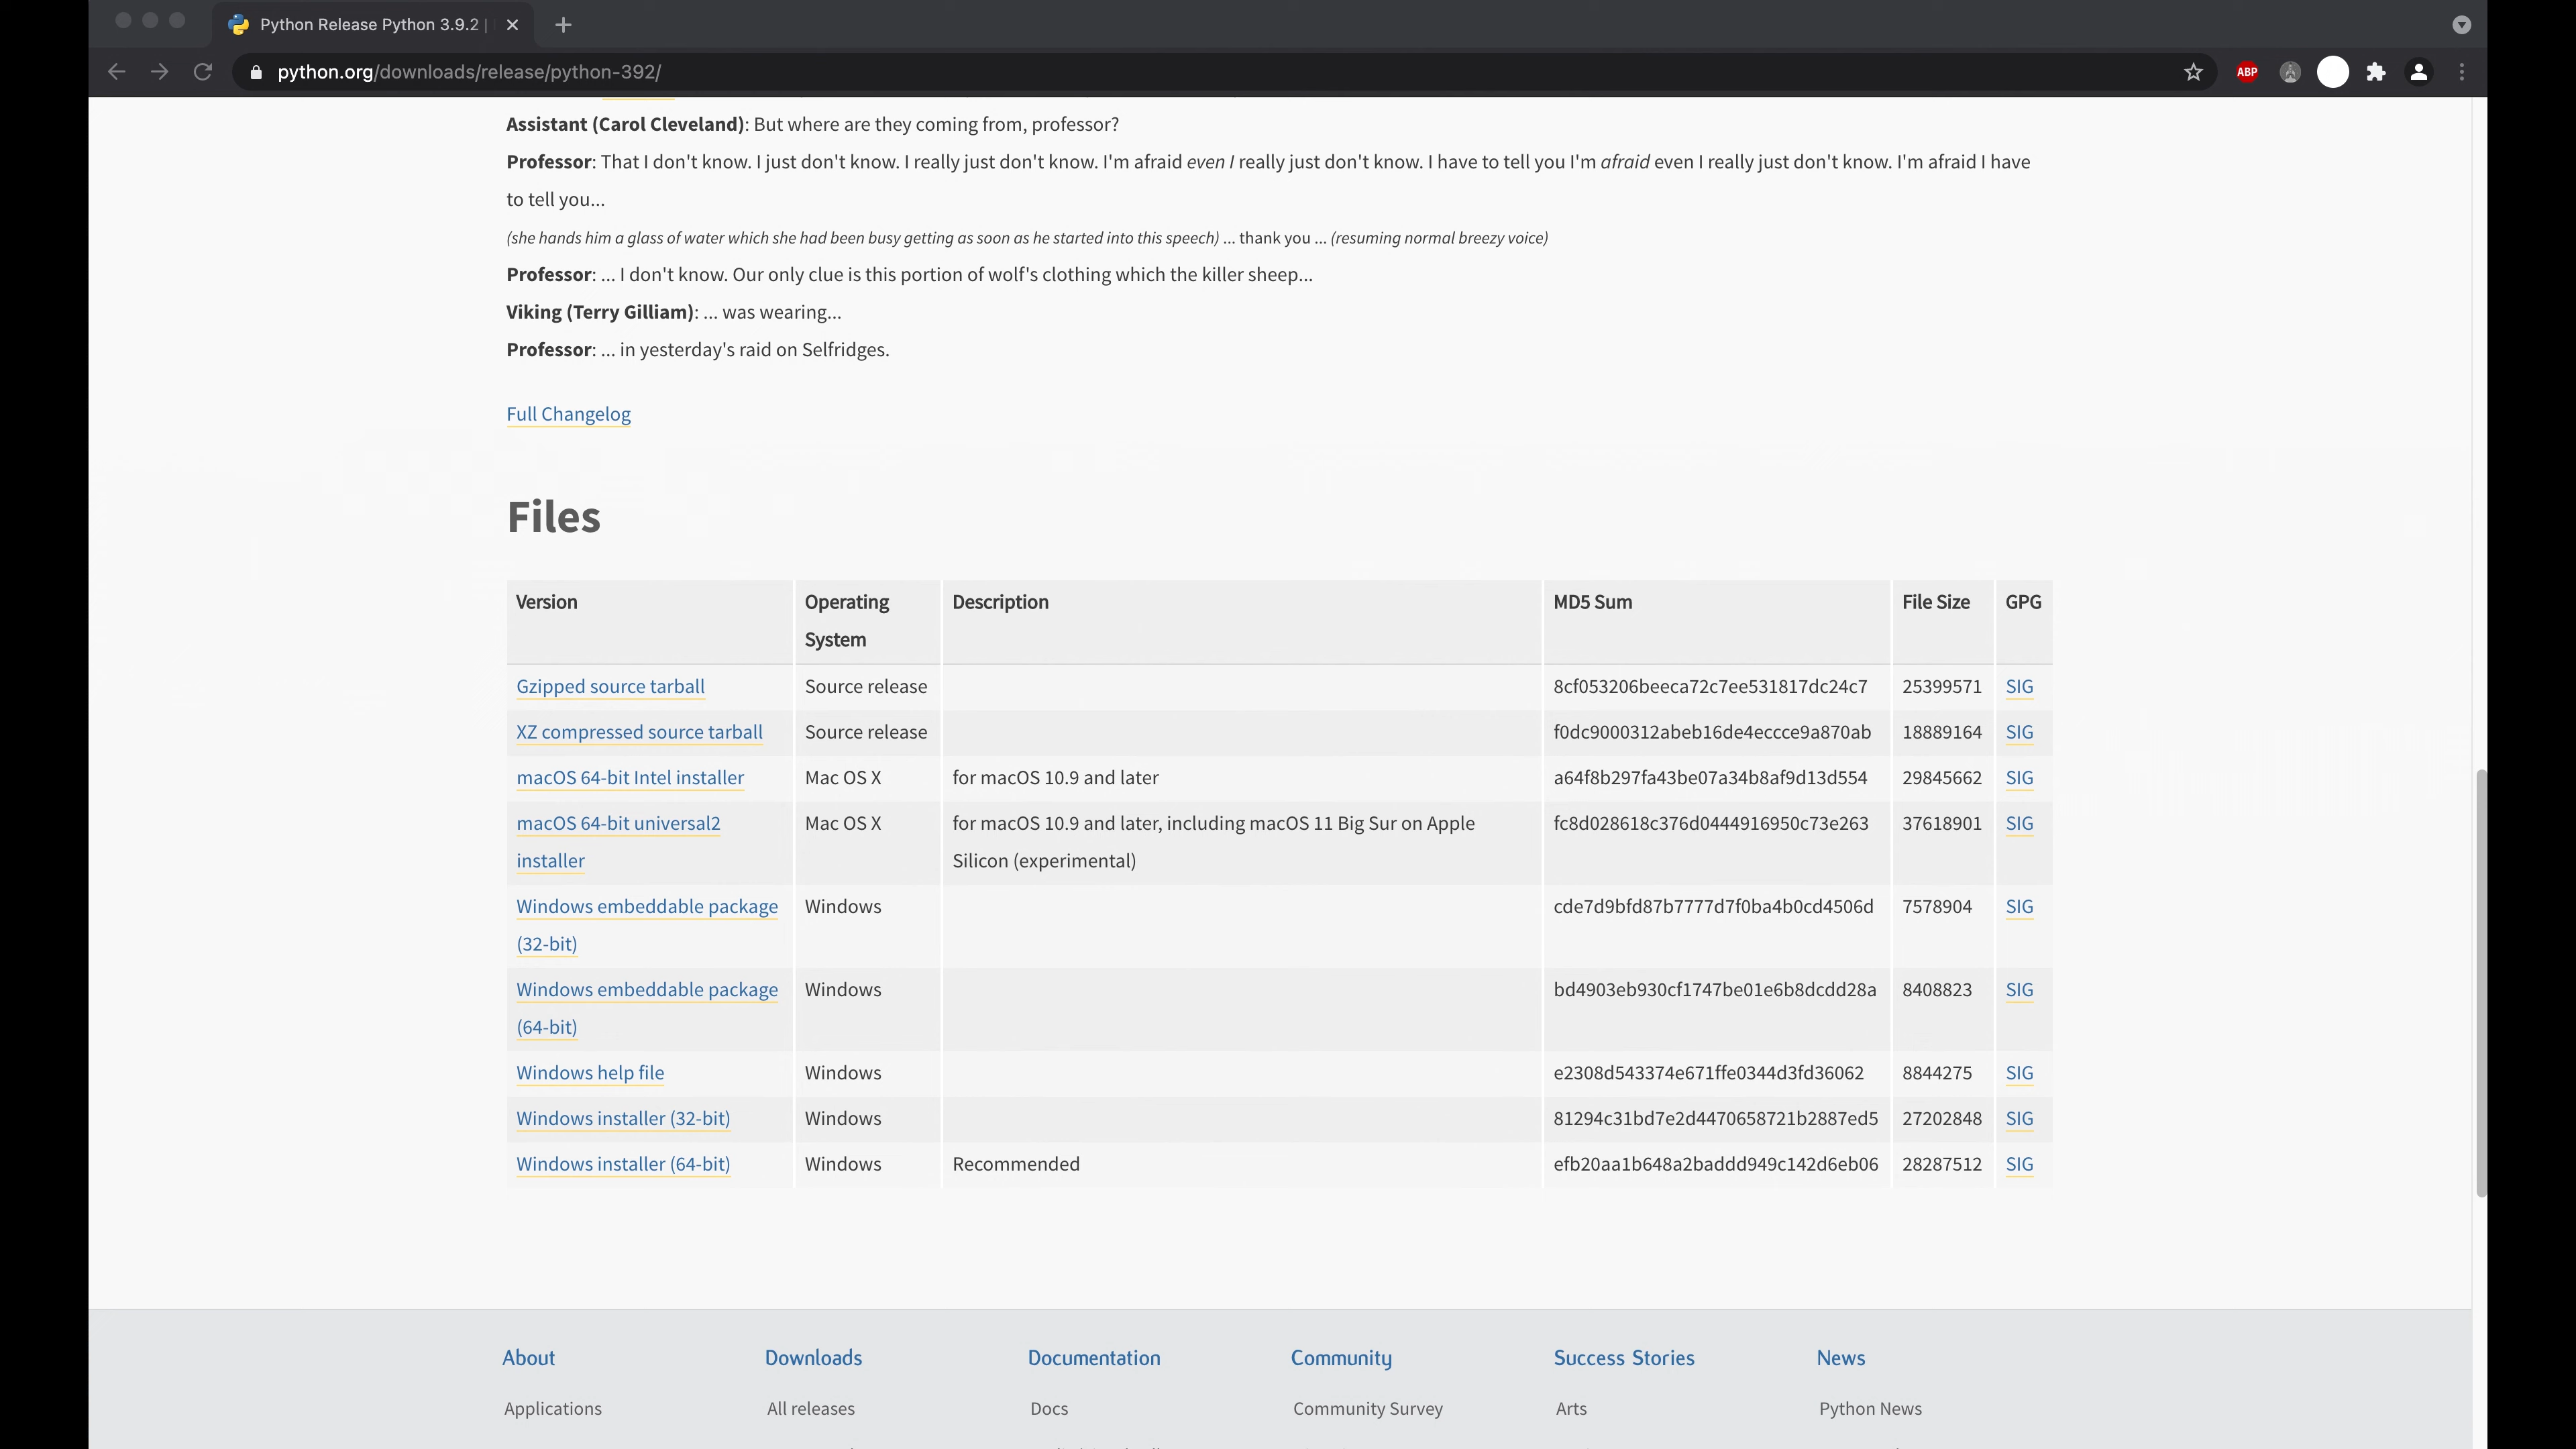 Python Release Python 3.9.2 |
python.org/downloads/release/python-392/
ABP
Assistant (Carol Cleveland): But where are they coming from, professor?
Professor: That I don't know. I just don't know. I really just don't know. I'm afraid even I really just don't know. I have to tell you I'm afraid even I really just don't know. I'm afraid I have
to tell you...
(she hands him a glass of water which she had been busy getting as soon as he started into this speech) ... thank you ... (resuming normal breezy voice)
Professor: ... I don't know. Our only clue is this portion of wolf's clothing which the killer sheep...
Viking (Terry Gilliam): ... was wearing...
Professor: ... in yesterday's raid on Selfridges.
Full Changelog
Files
Version Operating Description MD5 Sum File Size GPG
System
Gzipped source tarball Source release 8cf053206beeca72c7ee531817dc24c7 25399571 SIG
XZ compressed source tarball Source release f0dc9000312abeb16de4eccce9a870ab 18889164 SIG
macOS 64-bit Intel installer Mac OS X for macOS 10.9 and later a64f8b297fa43be07a34b8af9d13d554 29845662 SIG
macOS 64-bit universal2 Mac OS X for macOS 10.9 and later, including macOS 11 Big Sur on Apple fc8d028618c376d0444916950c73e263 37618901 SIG
installer Silicon (experimental)
Windows embeddable package Windows cde7d9bfd87b7777d7f0ba4b0cd4506d 7578904 SIG
(32-bit)
Windows embeddable package Windows bd4903eb930cf1747be01e6b8dcdd28a 8408823 SIG
(64-bit)
Windows help file Windows e2308d543374e671ffe0344d3fd36062 8844275 SIG
Windows installer (32-bit) Windows 81294c31bd7e2d4470658721b2887ed5 27202848 SIG
Windows installer (64-bit) Windows Recommended efb20aa1b648a2baddd949c142d6eb06 28287512 SIG
About Downloads Documentation Community Success Stories News
Applications All releases Docs Community Survey Arts Python News